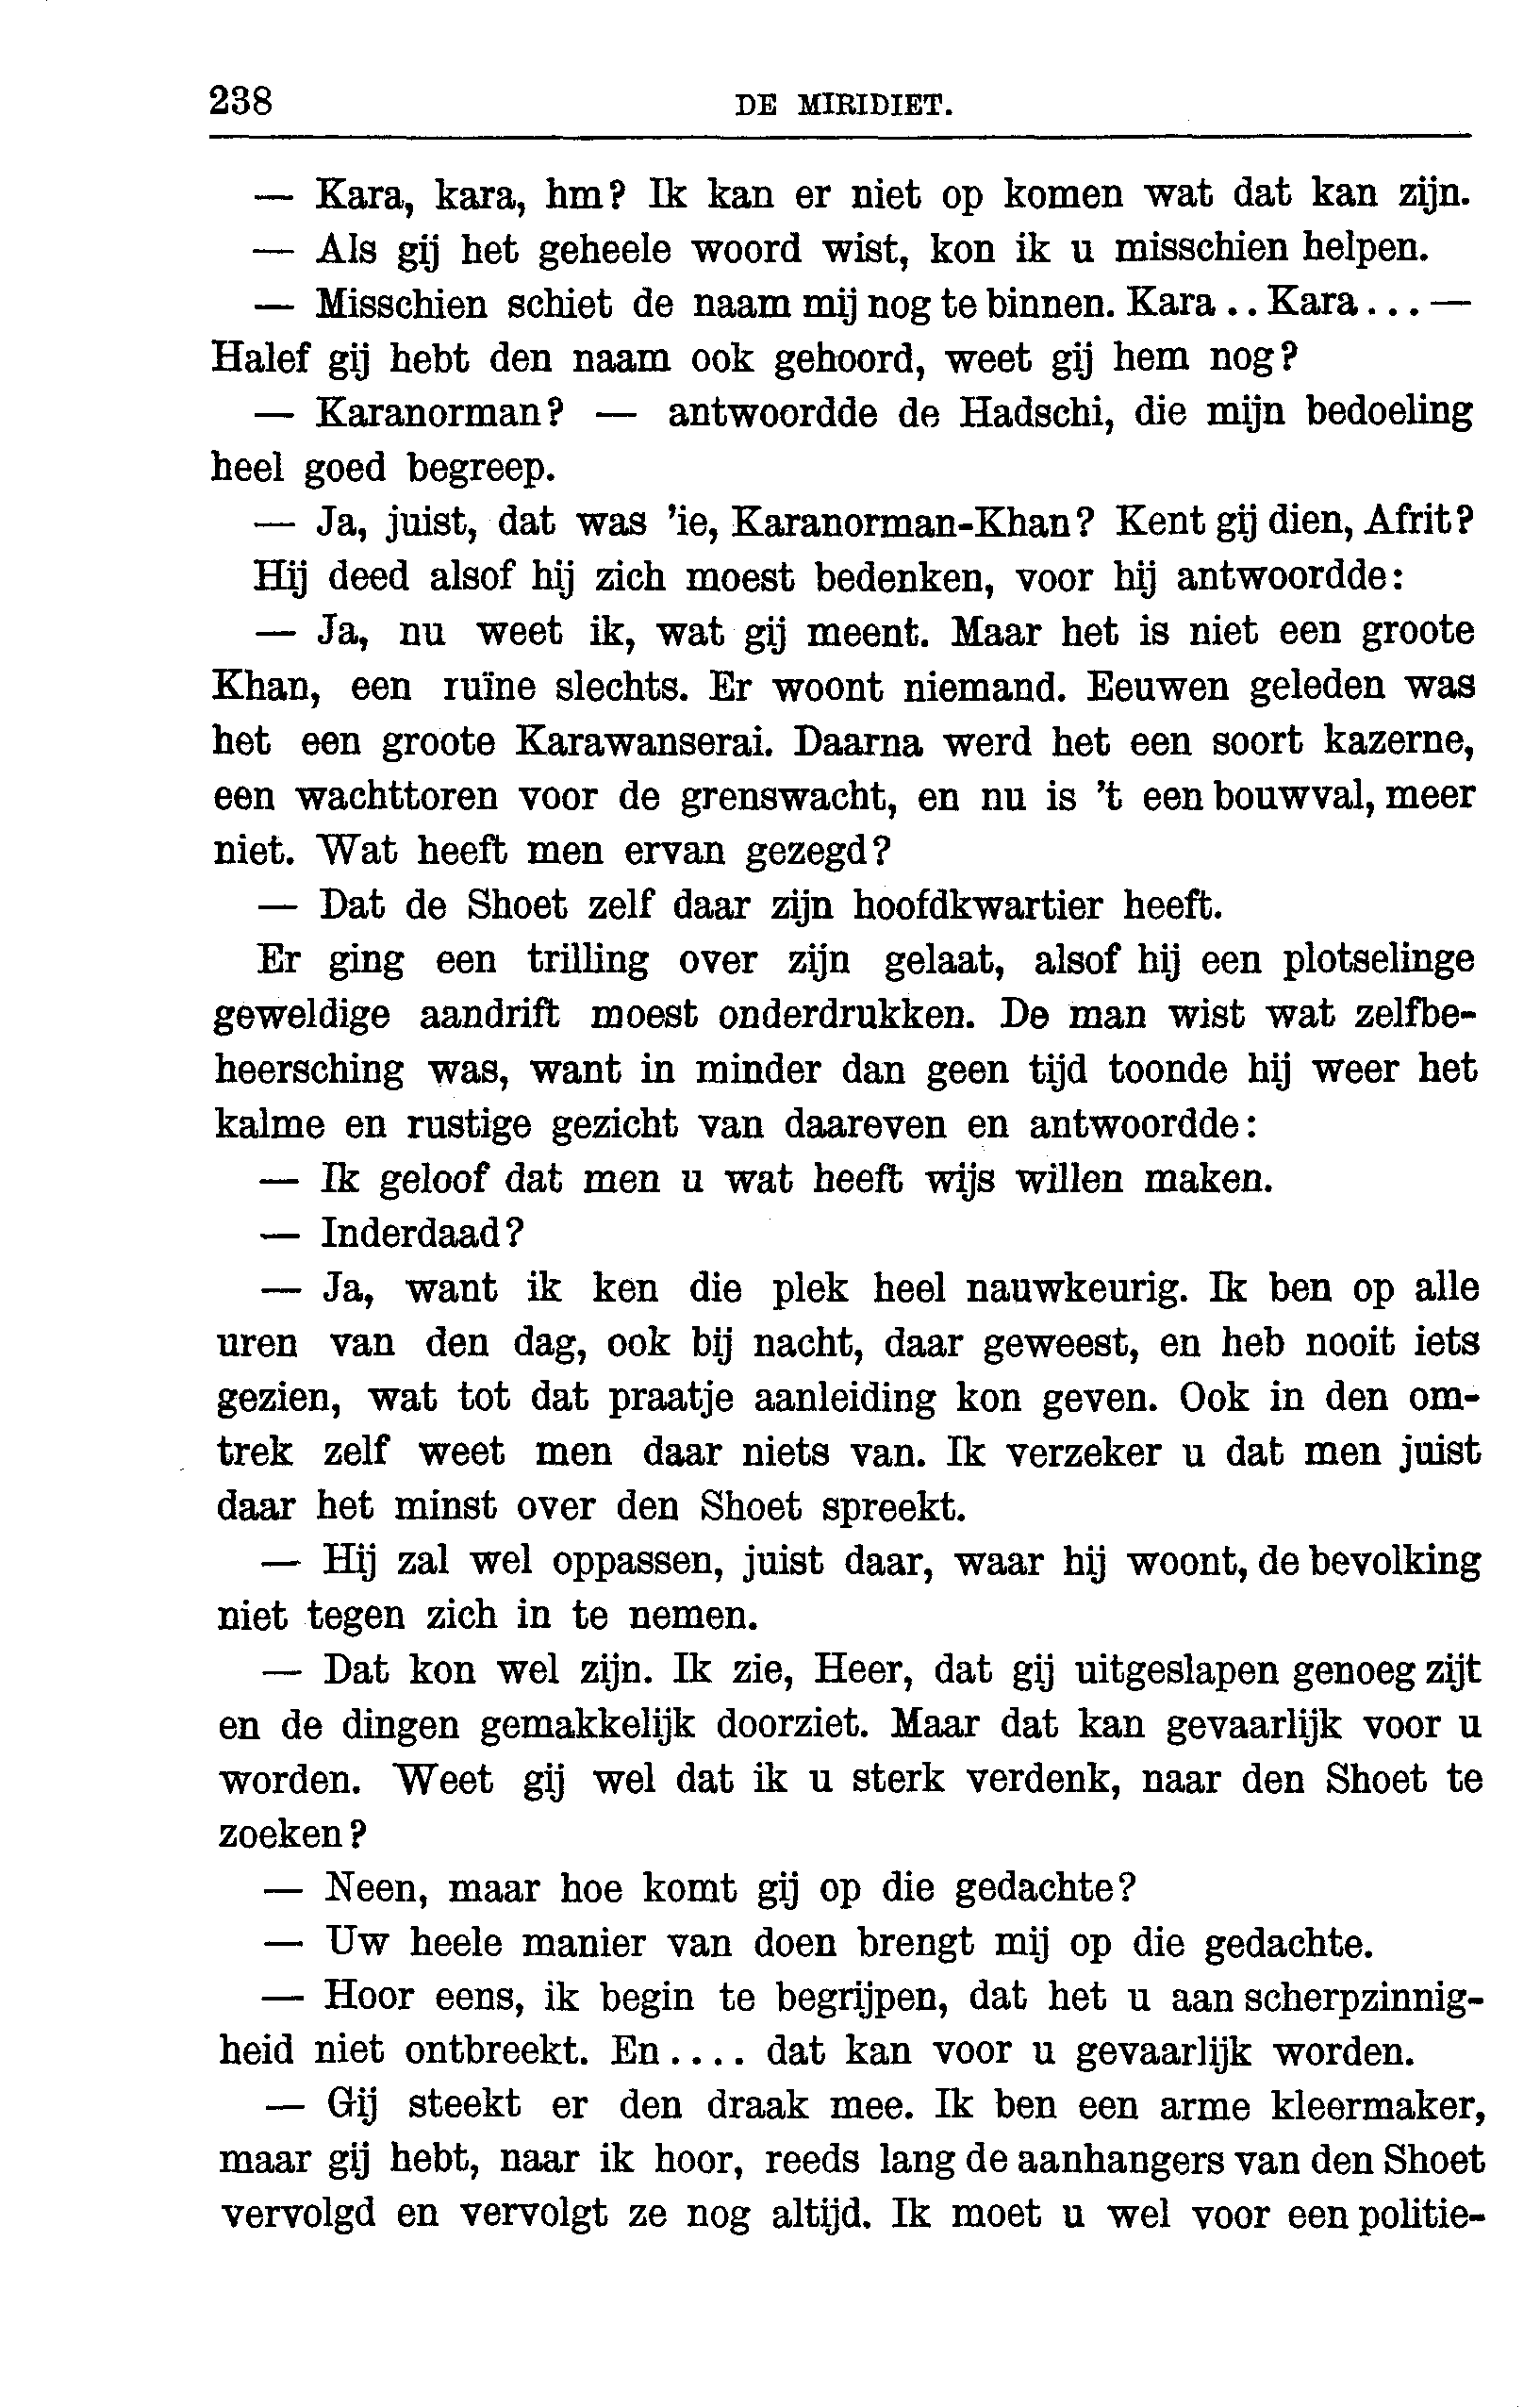 238 DE MIRIDIET.
— Kara, kara, hm? Ik kan er niet op komen wat dat kan zijn.
— Als gij het geheele woord wist, kon ik u misschien helpen.
— Misschien schiet de naam mij nog te binnen. Kara .. Kara ... —
Halef gij hebt den naam ook gehoord, weet gij hem nog?
— Karanorman? — antwoordde de Hadschi, die mijn bedoeling
heel goed begreep.
— Ja, juist, dat was 'ie, Karanorman-Khan? Kent gij dien, Afrit?
Hij deed alsof hij zich moest bedenken, voor hij antwoordde:
— Ja, nu weet ik, wat gij meent. Maar het is niet een groote
Khan, een ruïne slechts. Er woont niemand. Eeuwen geleden was
het een groote Karawanserai. Daarna werd het een soort kazerne,
een wachttoren voor de grenswacht, en nu is 't een bouwval, meer
niet. Wat heeft men ervan gezegd?
— Dat de Shoet zelf daar zijn hoofdkwartier heeft.
Er ging een trilling over zijn gelaat, alsof hij een plotselinge
geweldige aandrift moest onderdrukken. De man wist wat zelfbe-
heersching was, want in minder dan geen tijd toonde hij weer het
kalme en rustige gezicht van daareven en antwoordde:
— Ik geloof dat men u wat heeft wijs willen maken.
— Inderdaad?
— Ja, want ik ken die plek heel nauwkeurig. Ik ben op alle
uren van den dag, ook bij nacht, daar geweest, en heb nooit iets
gezien, wat tot dat praatje aanleiding kon geven. Ook in den om-
trek zelf weet men daar niets van. Ik verzeker u dat men juist
daar het minst over den Shoet spreekt.
— Hij zal wel oppassen, juist daar, waar hij woont, de bevolking
niet tegen zich in te nemen.
— Dat kon wel zijn. Ik zie, Heer, dat gij uitgeslapen genoeg zijt
en de dingen gemakkelijk doorziet. Maar dat kan gevaarlijk voor u
worden. Weet gij wel dat ik u sterk verdenk, naar den Shoet te
zoeken?
— Neen, maar hoe komt gij op die gedachte?
— Uw heele manier van doen brengt mij op die gedachte.
— Hoor eens, ik begin te begrijpen, dat het u aan scherpzinnig-
heid niet ontbreekt. En .... dat kan voor u gevaarlijk worden.
— Gij steekt er den draak mee. Ik ben een arme kleermaker,
maar gij hebt, naar ik hoor, reeds lang de aanhangers van den Shoet
vervolgd en vervolgt ze nog altijd. Ik moet u wel voor een politie-